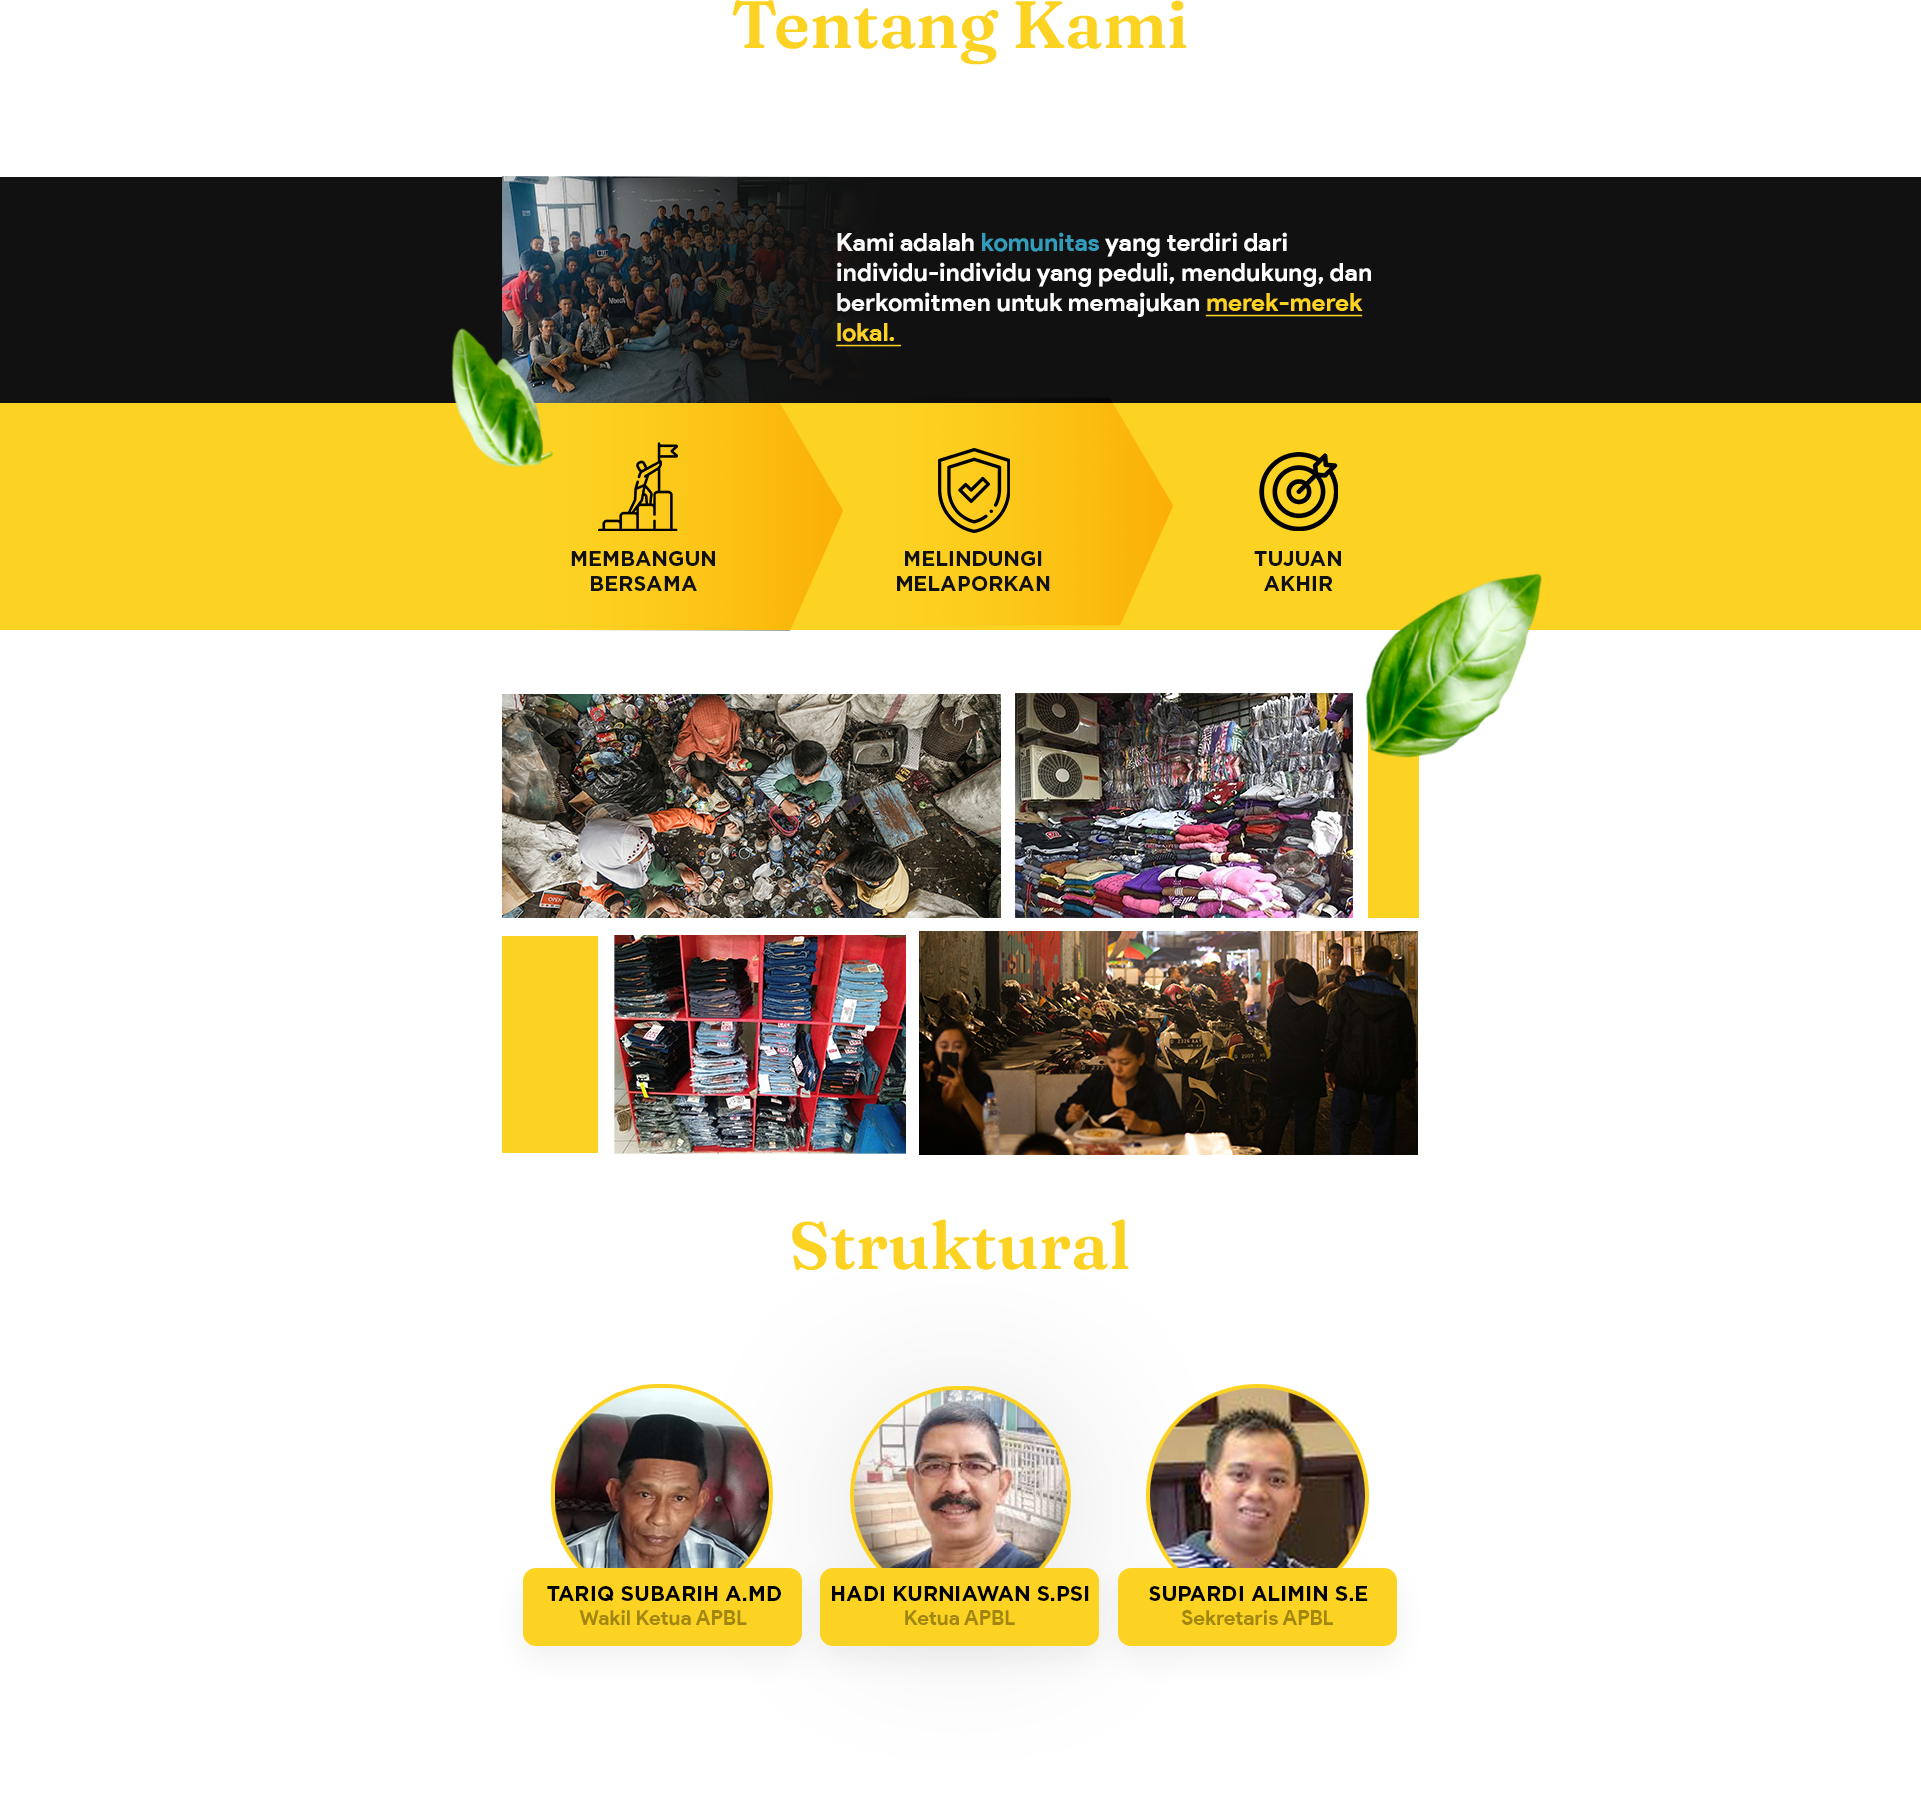 Tentang Kami
Kami adalah komunitas yang terdiri dari
individu-individu yang peduli, mendukung, dan
berkomitmen untuk memajukan merek-merek
lokal.
MEMBANGUN
BERSAMA
MELINDUNGI
MELAPORKAN
TUJUAN
AKHIR
Struktural
TARIQ SUBARIH A.MD
Wakil Ketua APBL
HADI KURNIAWAN S.PSI
Ketua APBL
SUPARDI ALIMIN S.E
Sekretaris APBL